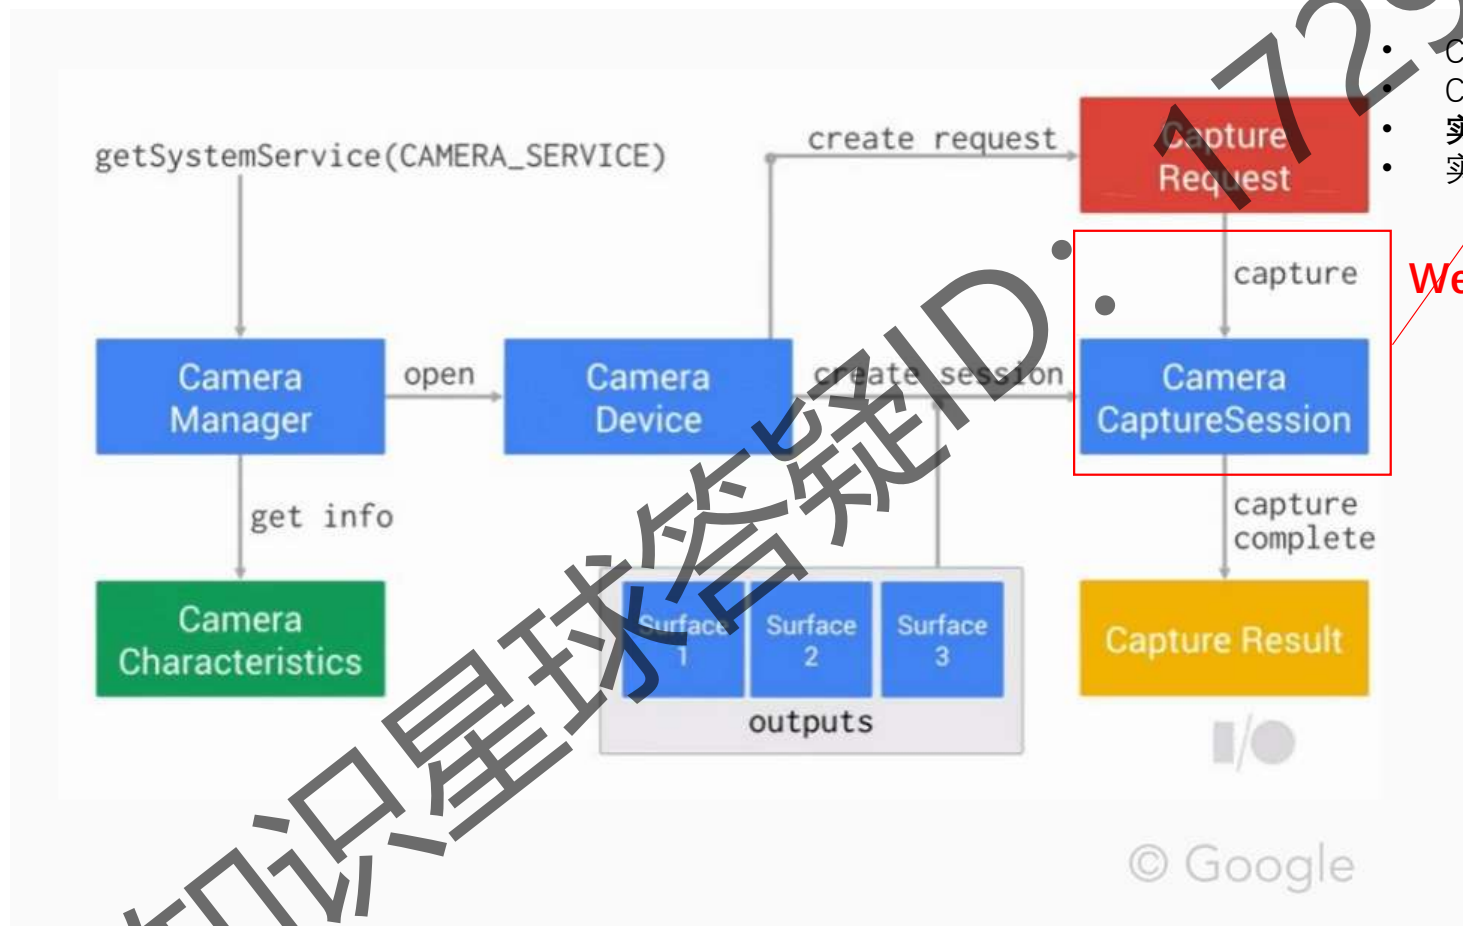 getSystemService(CAMERA_SERVICE)
create request
Capture
Request
capture
Camera
Manager
open
Camera
Device
create session
Camera
CaptureSession
get info
capture
complete
Camera
Characteristics
Surface
1
Surface
2
Surface
3
outputs
Capture Result
I/O
© Google
知识星球答疑ID：